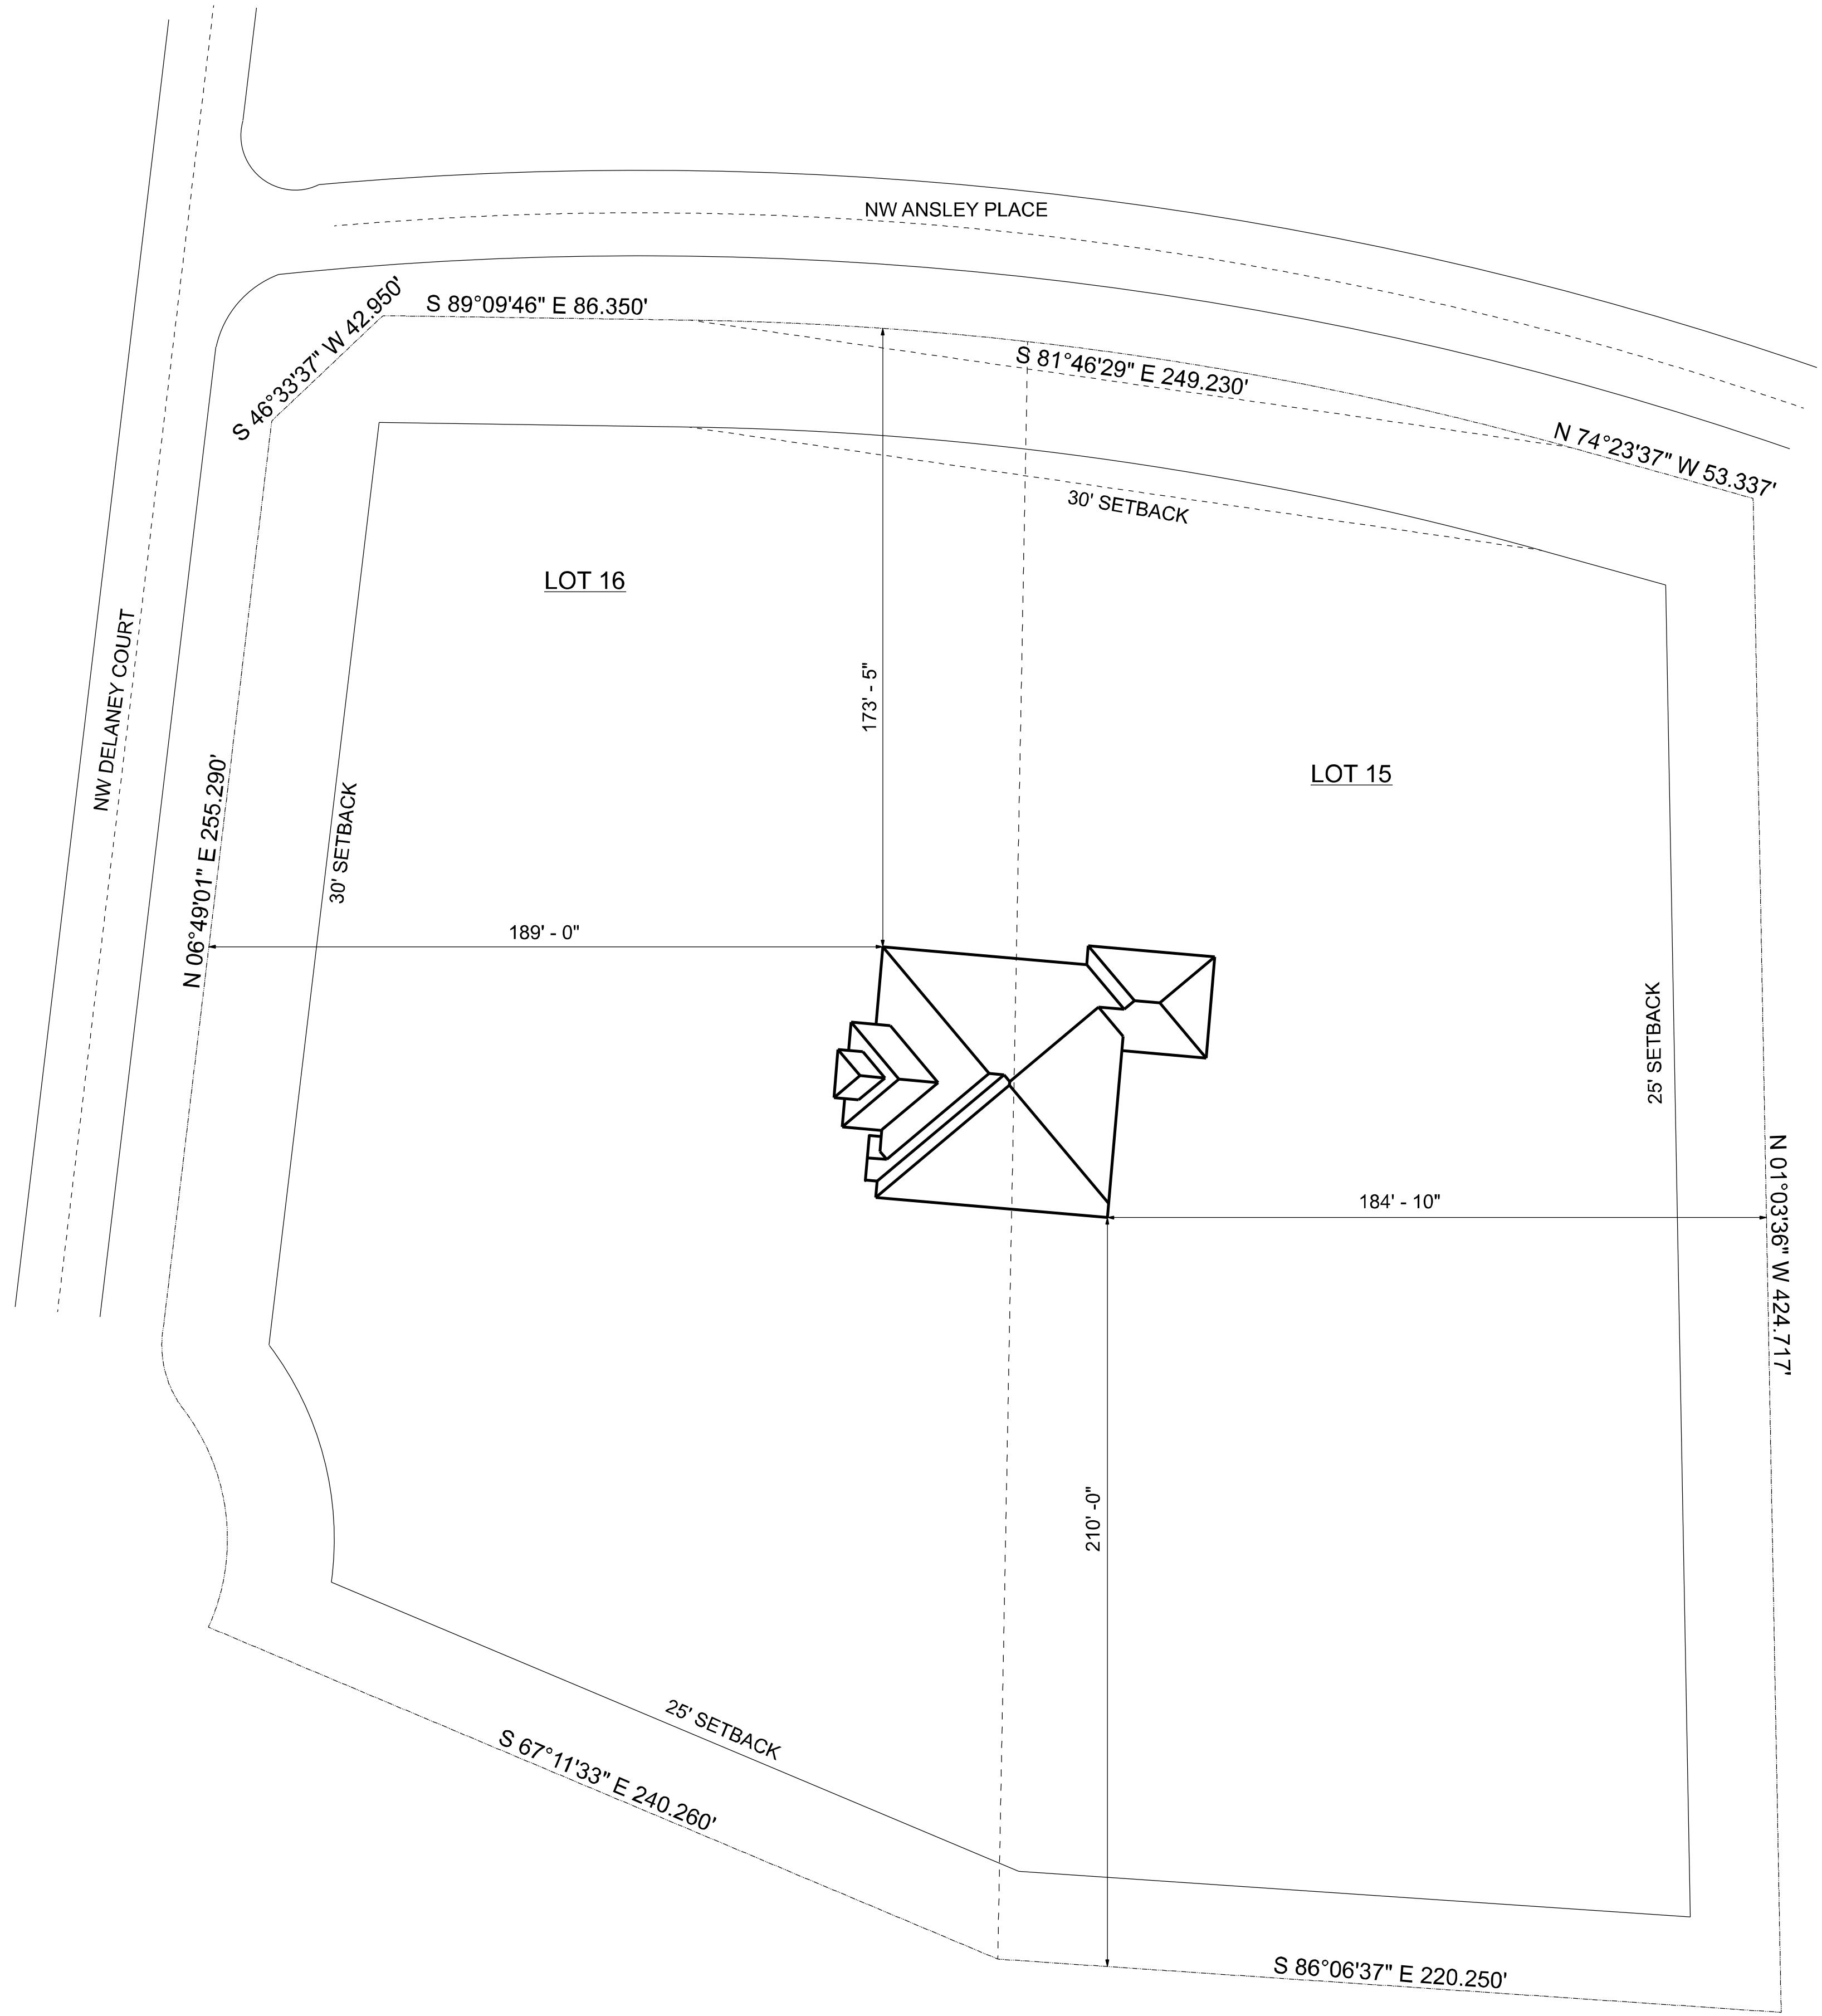 NW ANSLEY PLACE
S 46°33'37" W 42.950'
S 89°09'46" E 86.350'
S 81°46'29" E 249.230'
N 74°23'37" W 53.337'
30' SETBACK
LOT 16
NW DELANEY COURT
173' - 5"
LOT 15
N 06°49'01" E 255.290'
30' SETBACK
189' - 0"
25' SETBACK
184' - 10"
N 01°03'36" W 424.717'
210' -0"
25' SETBACK
S 67°11'33" E 240.260'
S 86°06'37" E 220.250'